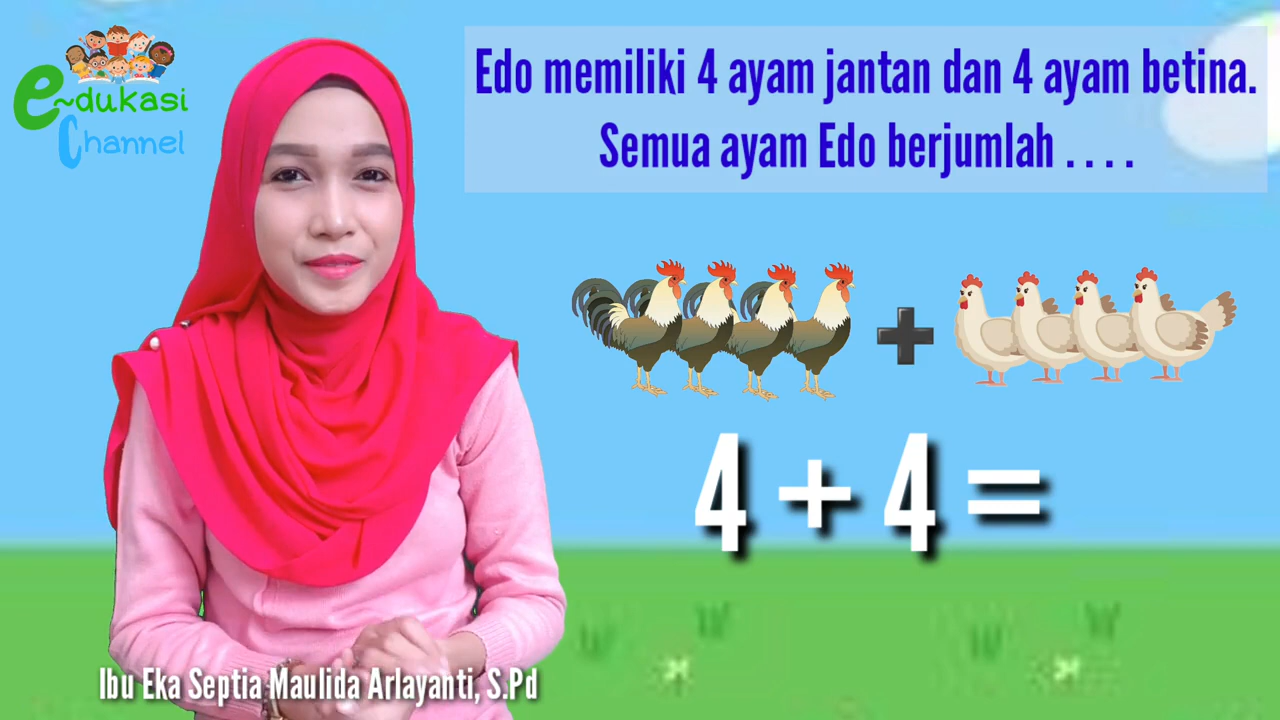 e~dukasi
Channel
Edo memiliki 4 ayam jantan dan 4 ayam betina.
Semua ayam Edo berjumlah . . . .
4 + 4 =
Ibu Eka Septia Maulida Arlayanti, S.Pd